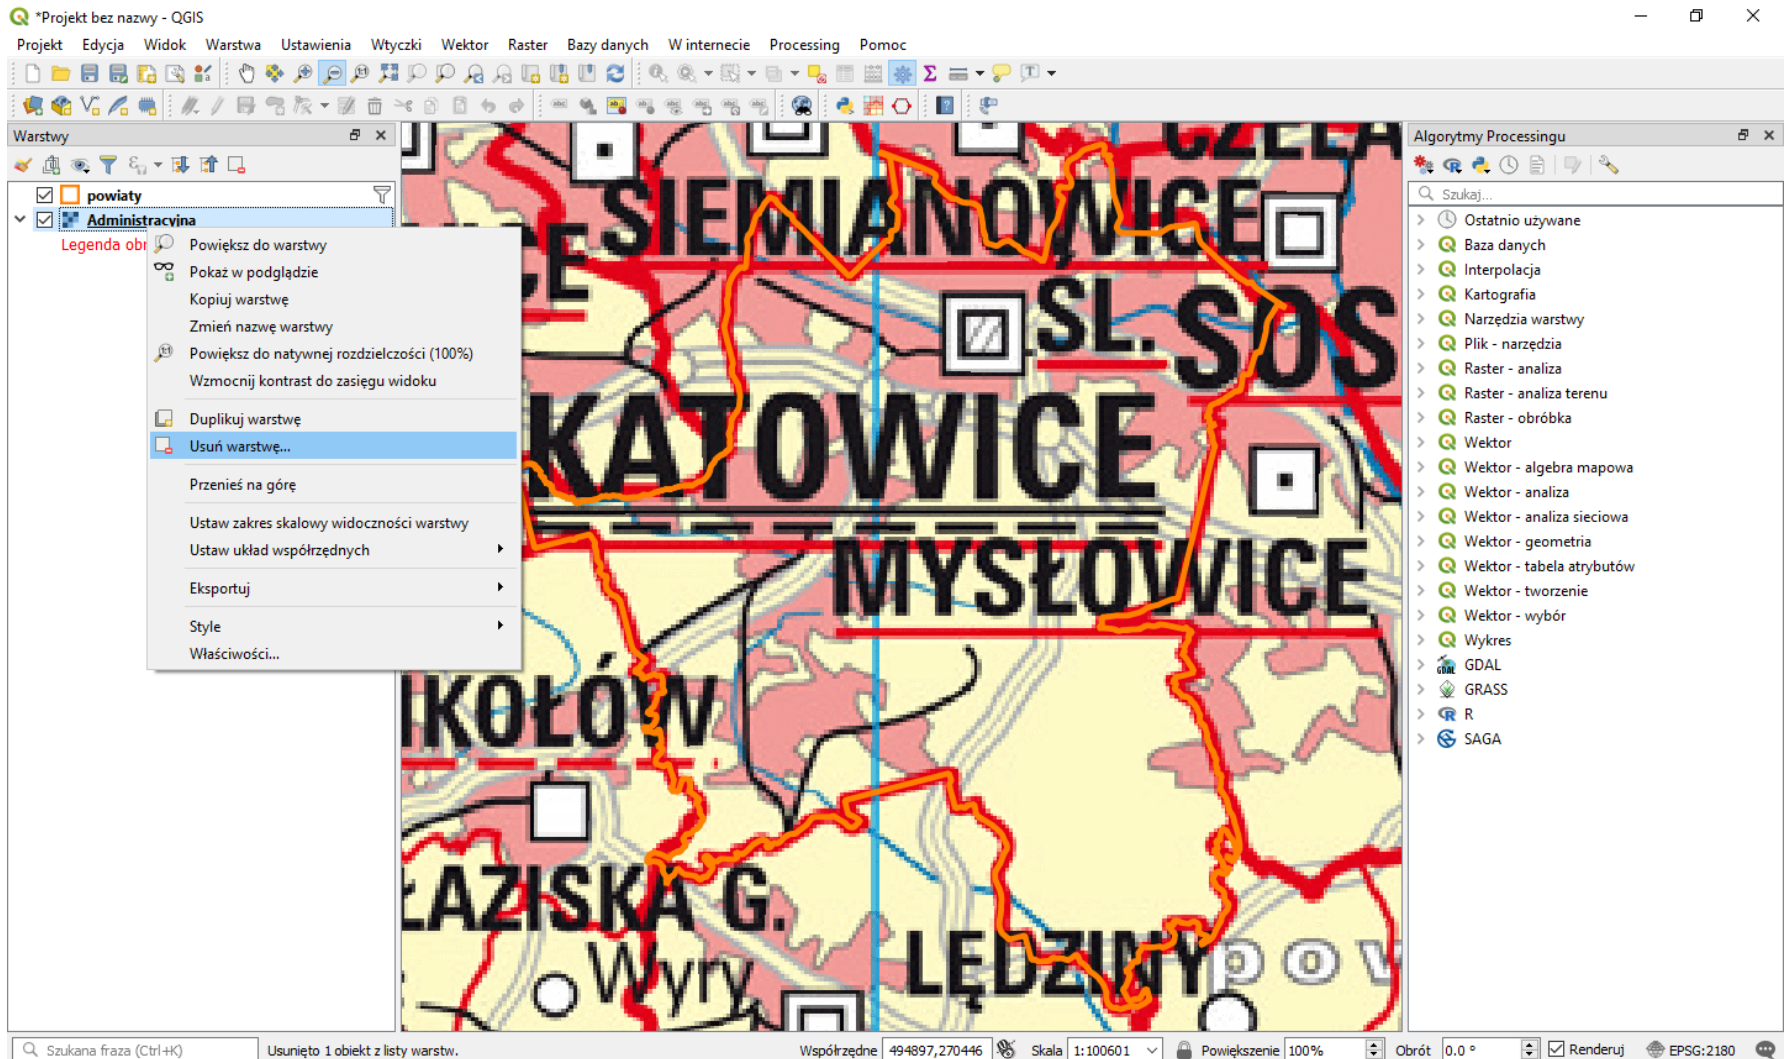 *Projekt bez nazwy - QGIS
Projekt Edycja Widok Warstwa Ustawienia Wtyczki Wektor Raster Bazy danych W internecie Processing Pomoc
Warstwy
powiaty
Administracyjna
Legenda obr
Powiększ do warstwy
Pokaż w podglądzie
Kopiuj warstwę
Zmień nazwę warstwy
Powiększ do natywnej rozdzielczości (100%)
Wzmocnij kontrast do zasięgu widoku
Duplikuj warstwę
Usuń warstwę...
Przenieś na górę
Ustaw zakres skalowy widoczności warstwy
Ustaw układ współrzędnych
Eksportuj
Style
Właściwości...
CZELA
SIEMIANOWICE
CE
ŚL.
SOS
KATOWICE
MYSŁOWICE
IKOŁÓW
ŁAZISKA G.
Wyry
LĘDZINY
pow
Algorytmy Processingu
Szukaj...
Ostatnio używane
Baza danych
Interpolacja
Kartografia
Narzędzia warstwy
Plik - narzędzia
Raster - analiza
Raster - analiza terenu
Raster - obróbka
Wektor
Wektor - algebra mapowa
Wektor - analiza
Wektor - analiza sieciowa
Wektor - geometria
Wektor - tabela atrybutów
Wektor - tworzenie
Wektor - wybór
Wykres
GDAL
GRASS
R
SAGA
Szukana fraza (Ctrl+K) Usunięto 1 obiekt z listy warstw. Współrzędne 494897,270446 Skala 1:100601 Powiększenie 100% Obrót 0.0 ° Renderuj EPSG:2180